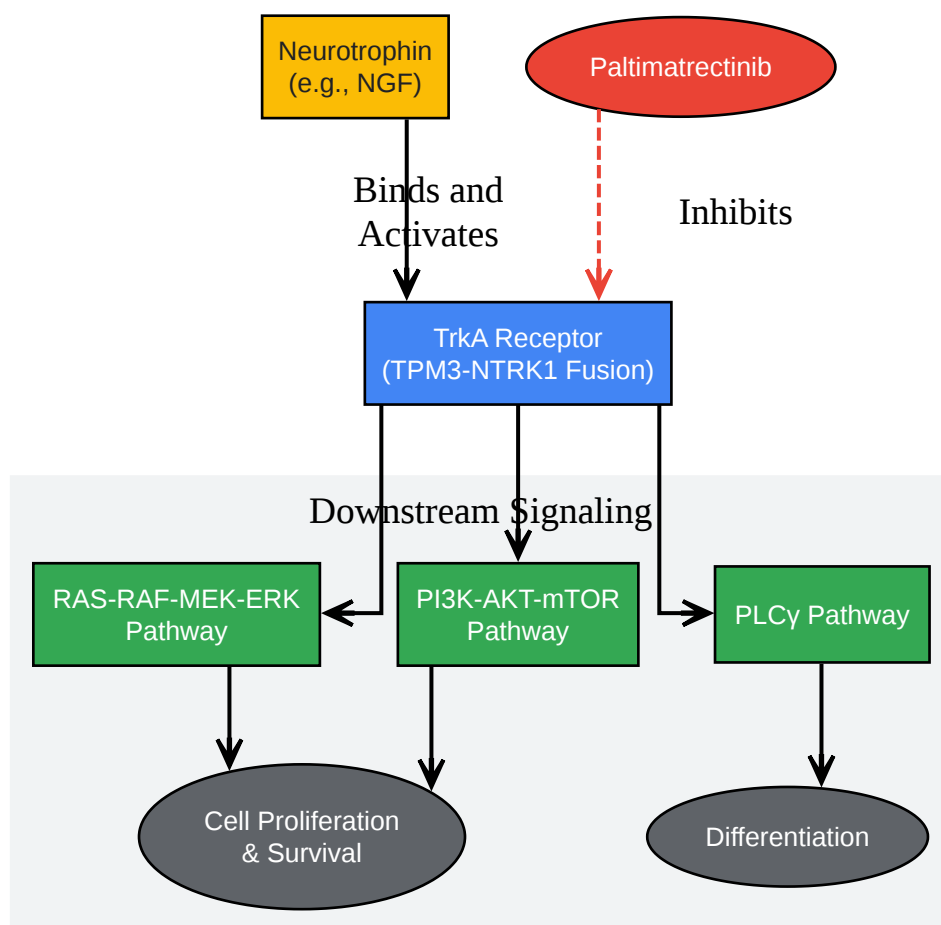 Neurotrophin
(e.g., NGF)
Paltimatrectinib
Binds and
Activates
Inhibits
TrkA Receptor
(TPM3-NTRK1 Fusion)
Downstream Signaling
RAS-RAF-MEK-ERK
Pathway
PI3K-AKT-mTOR
Pathway
PLCγ Pathway
Cell Proliferation
& Survival
Differentiation